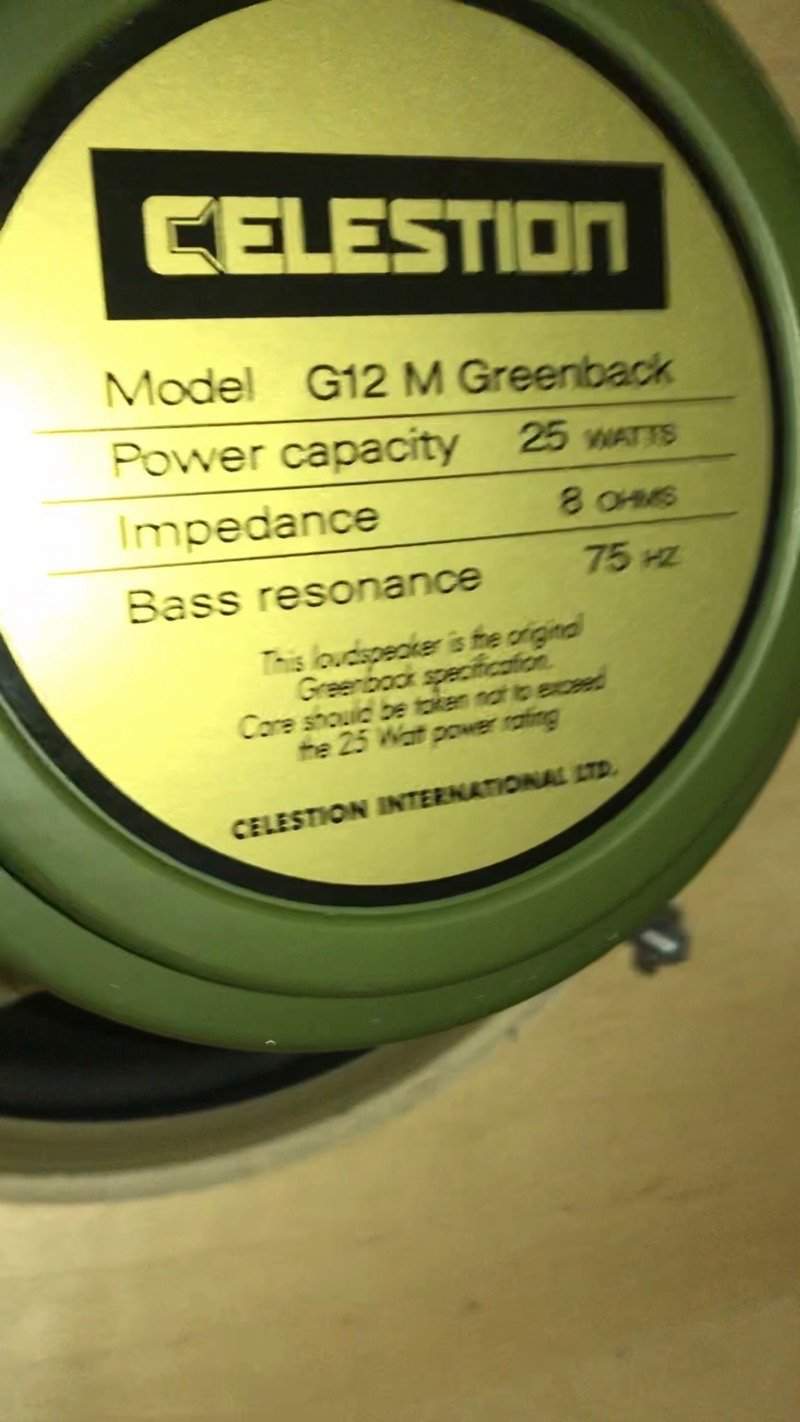 CELESTION
Model G12 M Greenback
Power capacity 25 WATTS
Impedance 8 OHMS
Bass resonance 75 HZ
This loudspeaker is the original
Greenback specification.
Care should be taken not to exceed
the 25 Watt power rating
CELESTION INTERNATIONAL LTD.